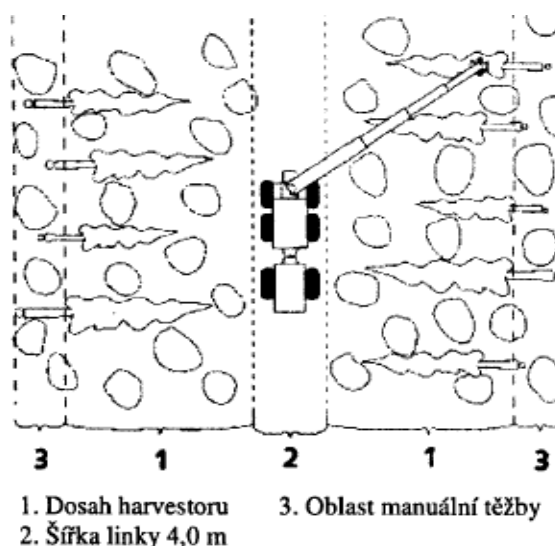 3 1 2 1 3
1. Dosah harvestoru 3. Oblast manuální těžby
2. Šířka linky 4,0 m